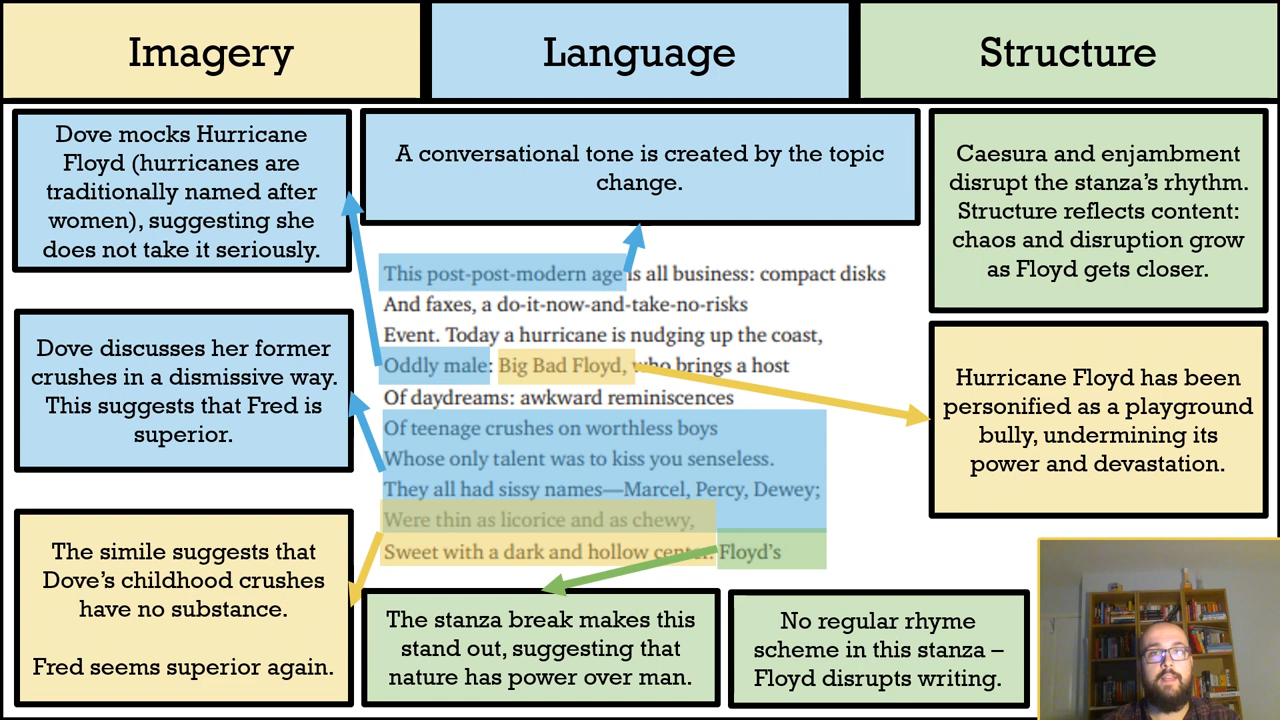 Imagery
Language
Structure
Dove mocks Hurricane
Floyd (hurricanes are
traditionally named after
women), suggesting she
does not take it seriously.
A conversational tone is created by the topic
change.
Caesura and enjambment
disrupt the stanza's rhythm.
Structure reflects content:
chaos and disruption grow
as Floyd gets closer.
Dove discusses her former
crushes in a dismissive way.
This suggests that Fred is
superior.
This post-post-modern age is all business: compact disks
And faxes, a do-it-now-and-take-no-risks
Event. Today a hurricane is nudging up the coast,
Oddly male: Big Bad Floyd, who brings a host
Of daydreams: awkward reminiscences
Of teenage crushes on worthless boys
Whose only talent was to kiss you senseless.
They all had sissy names—Marcel, Percy, Dewey;
Were thin as licorice and as chewy,
Sweet with a dark and hollow center. Floyd's
Hurricane Floyd has been
personified as a playground
bully, undermining its
power and devastation.
The simile suggests that
Dove's childhood crushes
have no substance.
Fred seems superior again.
The stanza break makes this
stand out, suggesting that
nature has power over man.
No regular rhyme
scheme in this stanza –
Floyd disrupts writing.